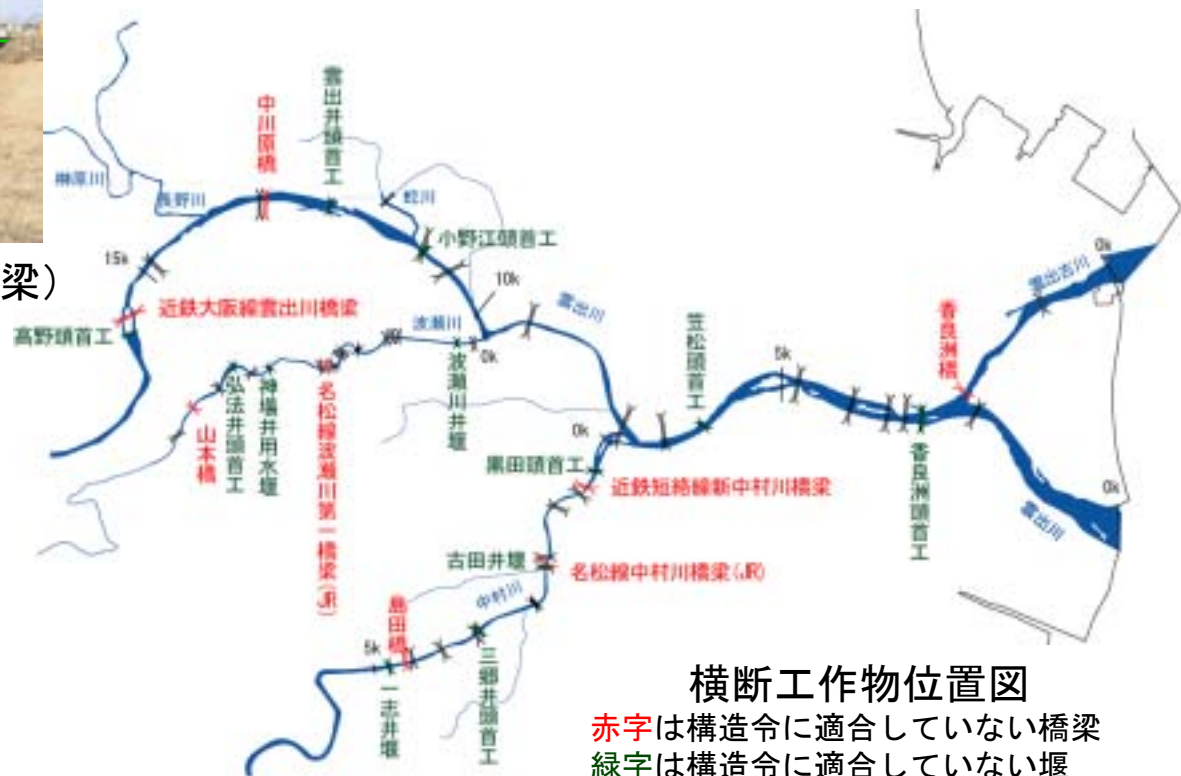 梁）
中川原橋
雲出井頭首工
榊原川
長野川
蛇川
小野江頭首工
15k
10k
近鉄大阪線雲出川橋梁
高野頭首工
波瀬川
0k
雲出川
波瀬川井堰
名松線波瀬川第一橋梁(JR)
神場井用水堰
弘法井頭首工
山本橋
笠松頭首工
5k
0k
黒田頭首工
近鉄短絡線新中村川橋梁
雲出古川
0k
香良洲橋
香良洲頭首工
0k
雲出川
古田井堰
名松線中村川橋梁(JR)
中村川
島田橋
5k
一志井堰
三郷井頭首工
横断工作物位置図
赤字は構造令に適合していない橋梁
緑字は構造令に適合していない堰